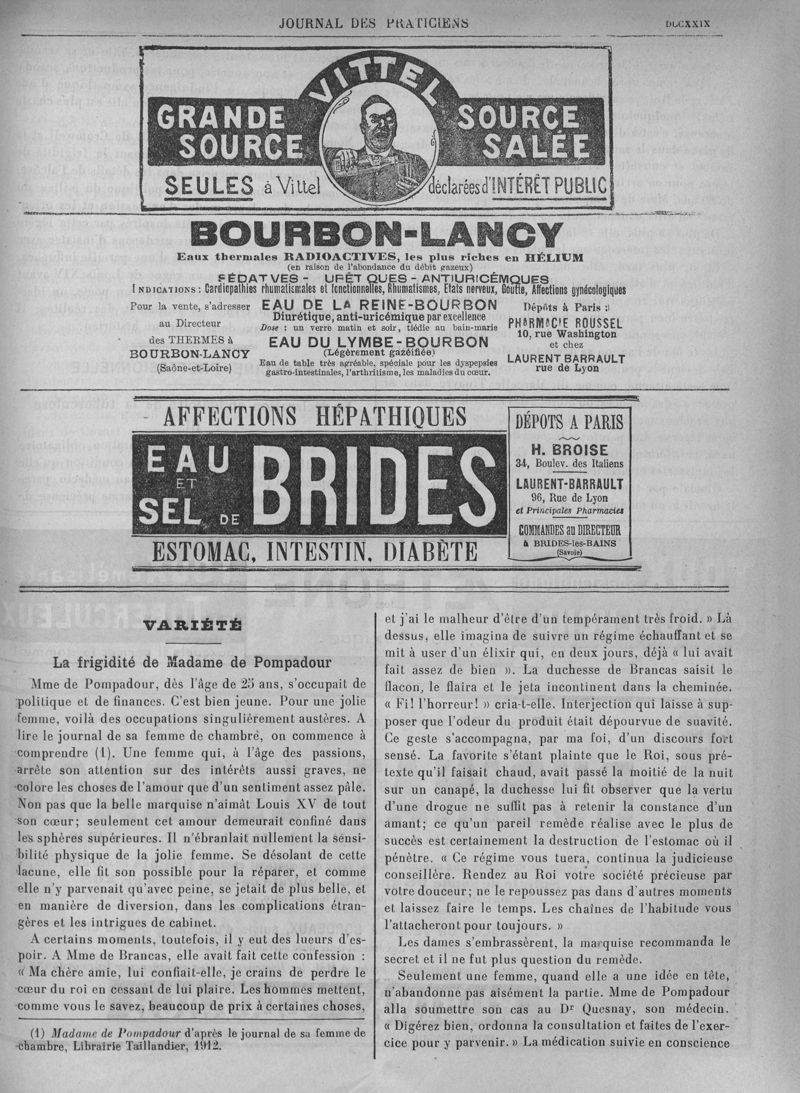 JOURNAL DES PRATICIENS
DCCXXIX
VITTEL
GRANDE SOURCE
SOURCE SALÉE
SEULES à Vittel déclarées d'INTÉRÊT PUBLIC
BOURBON-LANCY
Eaux thermales RADIOACTIVES, les plus riches en HÉLIUM
(en raison de l'abondance du débit gazeux)
FÉDATVES - URÉT QUES - ANTIURICÉMIQUES
INDICATIONS : Cardiopathies rhumatismales et fonctionnelles, Rhumatismes, Etats nerveux, Goutte, Affections gynécologiques
Pour la vente, s'adresser
au Directeur
des THERMES à
BOURBON-LANCY
(Saône-et-Loire)
EAU DE LA REINE-BOURBON
Diurétique, anti-uricémique par excellence
Dose : un verre matin et soir, tiédie au bain-marie
EAU DU LYMBE-BOURBON
(Légèrement gazéifiée)
Eau de table très agréable, spéciale pour les dyspepsies
gastro-intestinales, l'arthritisme, les maladies du cœur.
Dépôts à Paris :
PHARMACIE ROUSSEL
10, rue Washington
et chez
LAURENT BARRAULT
rue de Lyon
AFFECTIONS HÉPATHIQUES
EAU
ET
SEL DE
BRIDES
ESTOMAC, INTESTIN, DIABÈTE
DÉPOTS A PARIS
H. BROISE
34, Boulev. des Italiens
LAURENT-BARRAULT
96, Rue de Lyon
et Principales Pharmacies
COMMANDES au DIRECTEUR
à BRIDES-les-BAINS
(Savoie)
VARIÉTÉ
La frigidité de Madame de Pompadour
Mme de Pompadour, dès l'âge de 25 ans, s'occupait de
politique et de finances. C'est bien jeune. Pour une jolie
femme, voilà des occupations singulièrement austères. A
lire le journal de sa femme de chambre, on commence à
comprendre (1). Une femme qui, à l'âge des passions,
arrête son attention sur des intérêts aussi graves, ne
colore les choses de l'amour que d'un sentiment assez pâle.
Non pas que la belle marquise n'aimât Louis XV de tout
son cœur; seulement cet amour demeurait confiné dans
les sphères supérieures. Il n'ébranlait nullement la sensi-
bilité physique de la jolie femme. Se désolant de cette
lacune, elle fit son possible pour la réparer, et comme
elle n'y parvenait qu'avec peine, se jetait de plus belle, et
en manière de diversion, dans les complications étran-
gères et les intrigues de cabinet.
A certains moments, toutefois, il y eut des lueurs d'es-
poir. A Mme de Brancas, elle avait fait cette confession :
« Ma chère amie, lui confiait-elle, je crains de perdre le
cœur du roi en cessant de lui plaire. Les hommes mettent,
comme vous le savez, beaucoup de prix à certaines choses,
(1) Madame de Pompadour d'après le journal de sa femme de
chambre, Librairie Taillandier, 1912.
et j'ai le malheur d'être d'un tempérament très froid. » Là
dessus, elle imagina de suivre un régime échauffant et se
mit à user d'un élixir qui, en deux jours, déjà « lui avait
fait assez de bien ». La duchesse de Brancas saisit le
flacon, le flaira et le jeta incontinent dans la cheminée.
« Fi! l'horreur! » cria-t-elle. Interjection qui laisse à sup-
poser que l'odeur du produit était dépourvue de suavité.
Ce geste s'accompagna, par ma foi, d'un discours fort
sensé. La favorite s'étant plainte que le Roi, sous pré-
texte qu'il faisait chaud, avait passé la moitié de la nuit
sur un canapé, la duchesse lui fit observer que la vertu
d'une drogue ne suffit pas à retenir la constance d'un
amant; ce qu'un pareil remède réalise avec le plus de
succès est certainement la destruction de l'estomac où il
pénètre. « Ce régime vous tuera, continua la judicieuse
conseillère. Rendez au Roi votre société précieuse par
votre douceur; ne le repoussez pas dans d'autres moments
et laissez faire le temps. Les chaînes de l'habitude vous
l'attacheront pour toujours. »
Les dames s'embrassèrent, la marquise recommanda le
secret et il ne fut plus question du remède.
Seulement une femme, quand elle a une idée en tête,
n'abandonne pas aisément la partie. Mme de Pompadour
alla soumettre son cas au Dr Quesnay, son médecin.
« Digérez bien, ordonna la consultation et faites de l'exer-
cice pour y parvenir. » La médication suivie en conscience